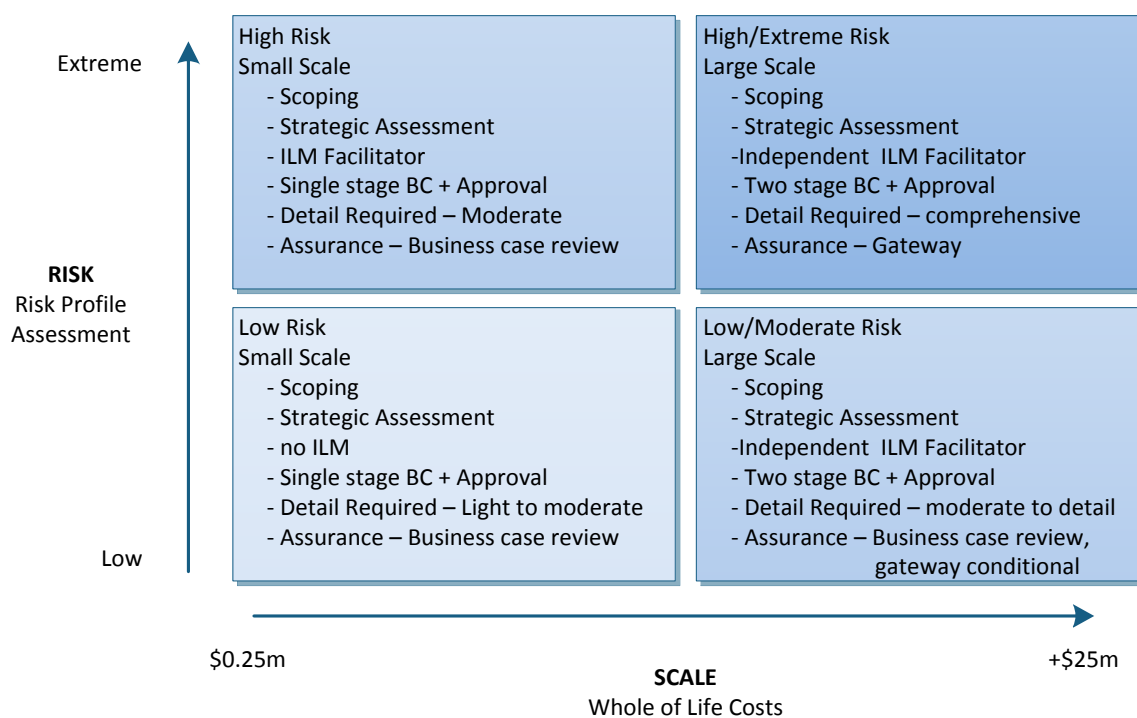 Extreme
RISK
Risk Profile
Assessment
Low
High Risk
Small Scale
- Scoping
- Strategic Assessment
- ILM Facilitator
- Single stage BC + Approval
- Detail Required – Moderate
- Assurance – Business case review
High/Extreme Risk
Large Scale
- Scoping
- Strategic Assessment
-Independent  ILM Facilitator
- Two stage BC + Approval
- Detail Required – comprehensive
- Assurance – Gateway
Low Risk
Small Scale
- Scoping
- Strategic Assessment
- no ILM
- Single stage BC + Approval
- Detail Required – Light to moderate
- Assurance – Business case review
Low/Moderate Risk
Large Scale
- Scoping
- Strategic Assessment
-Independent  ILM Facilitator
- Two stage BC + Approval
- Detail Required – moderate to detail
- Assurance – Business case review,
gateway conditional
$0.25m
+$25m
SCALE
Whole of Life Costs